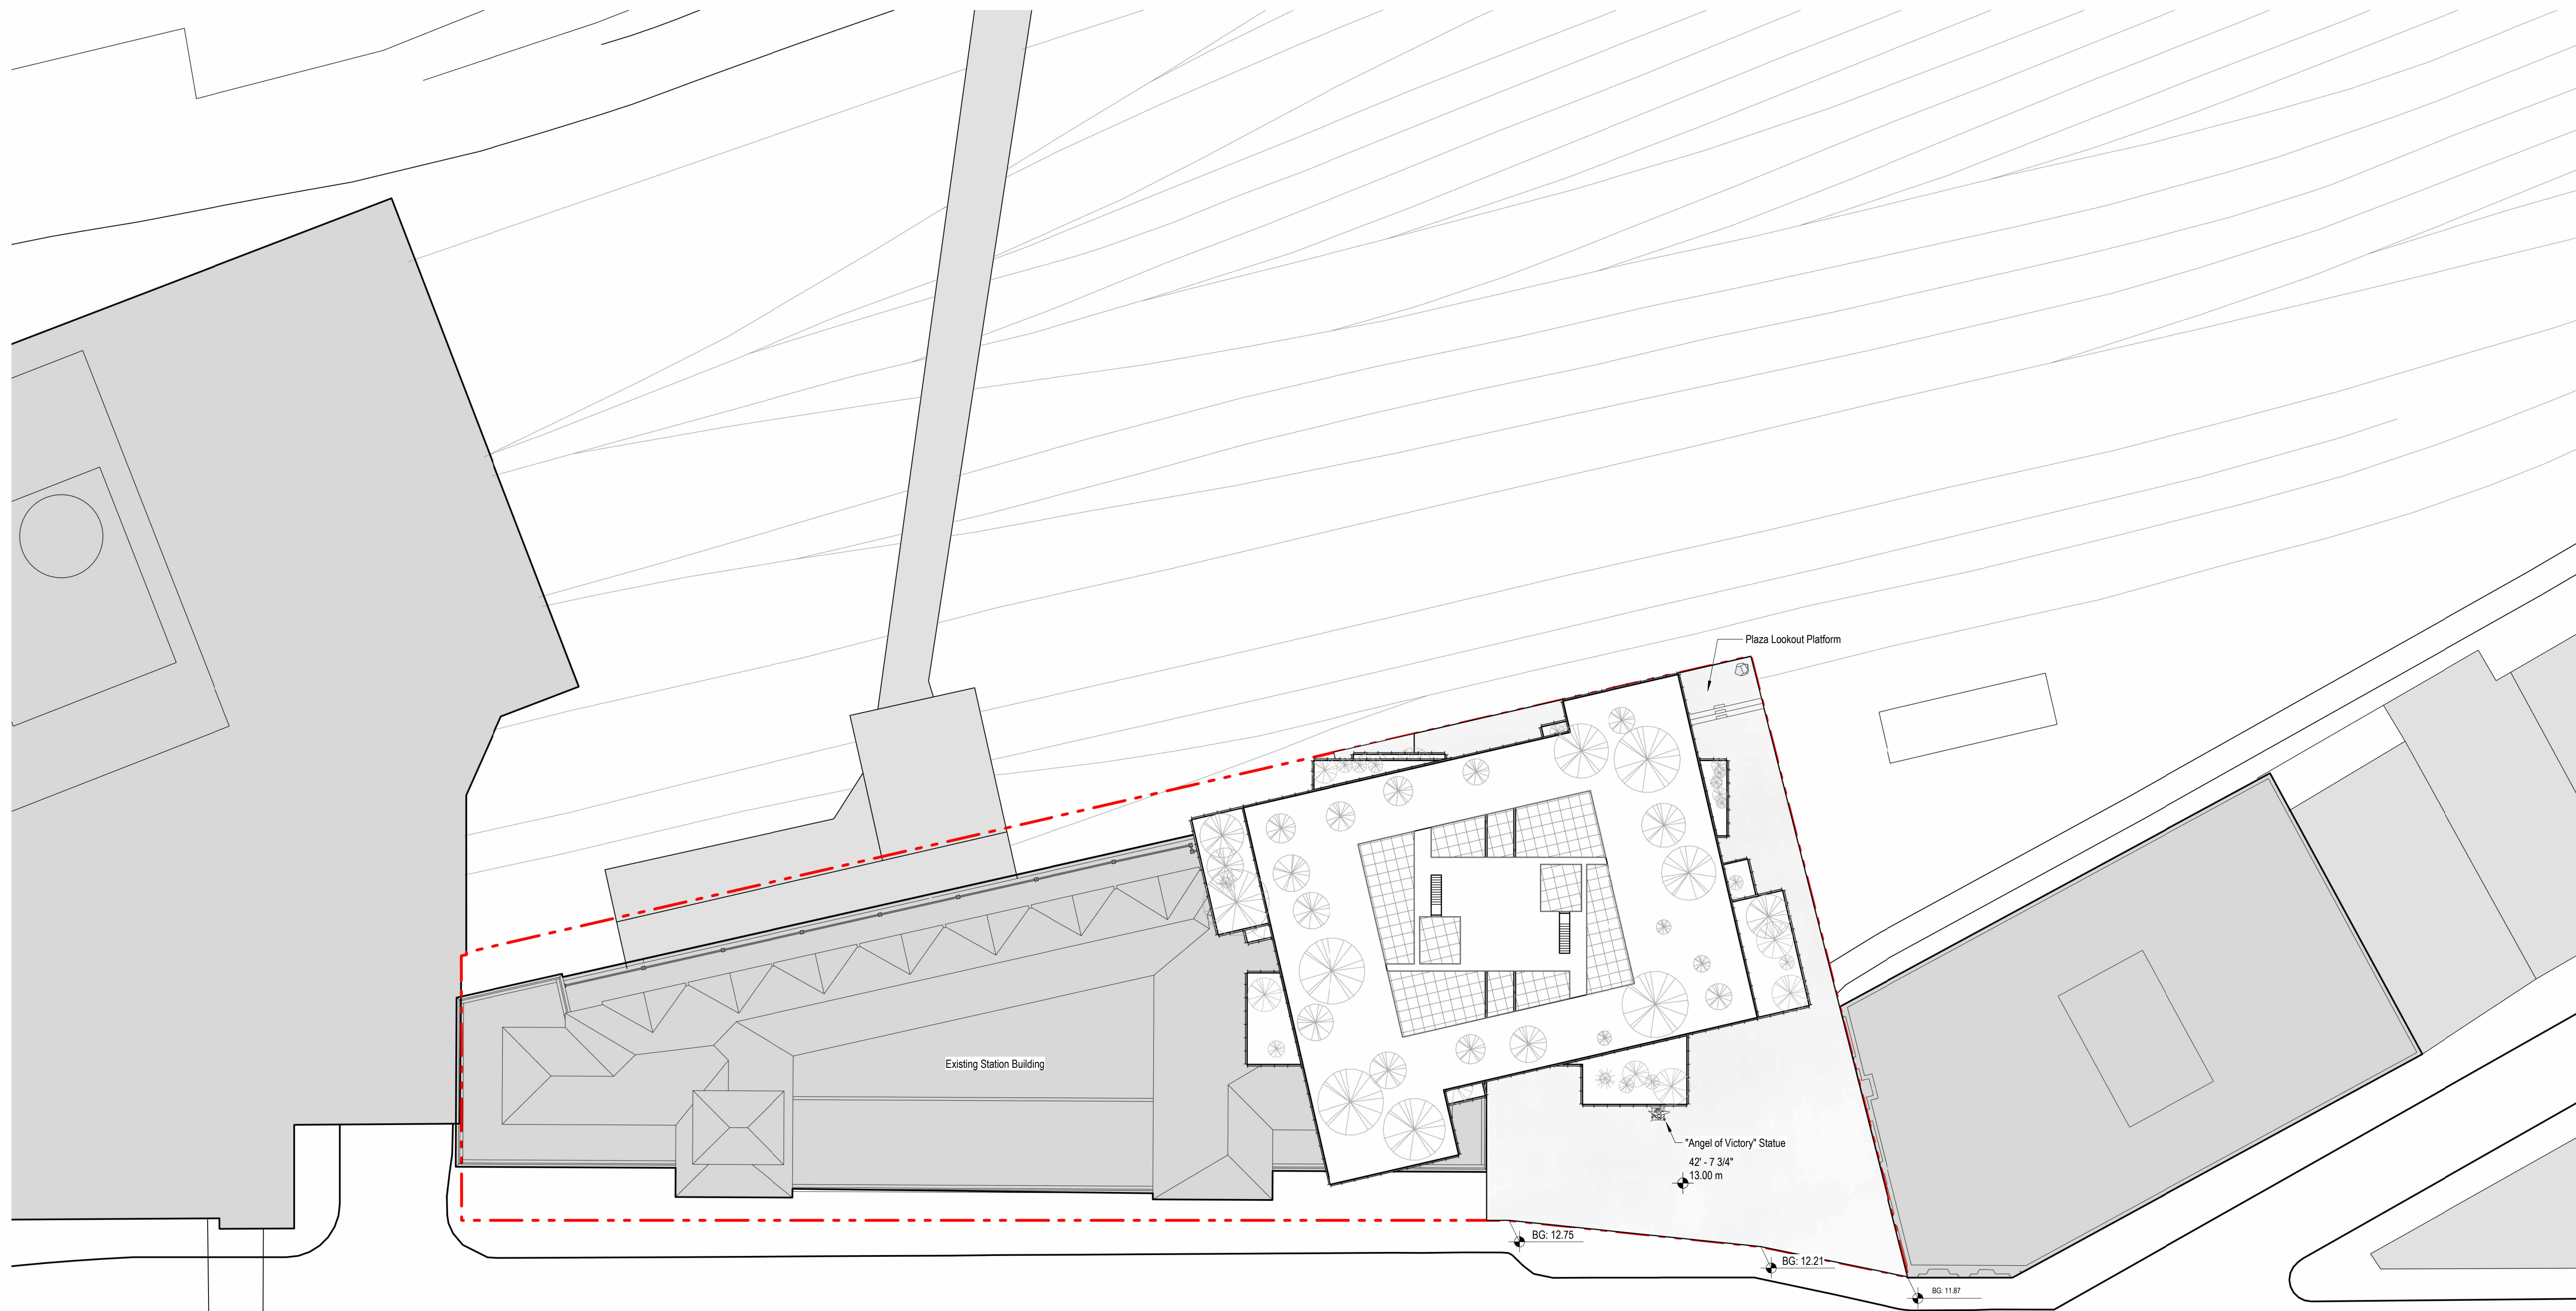 Plaza Lookout Platform
Existing Station Building
"Angel of Victory" Statue
42' - 7 3/4"
13.00 m
BG: 12.75
BG: 12.21
BG: 11.87